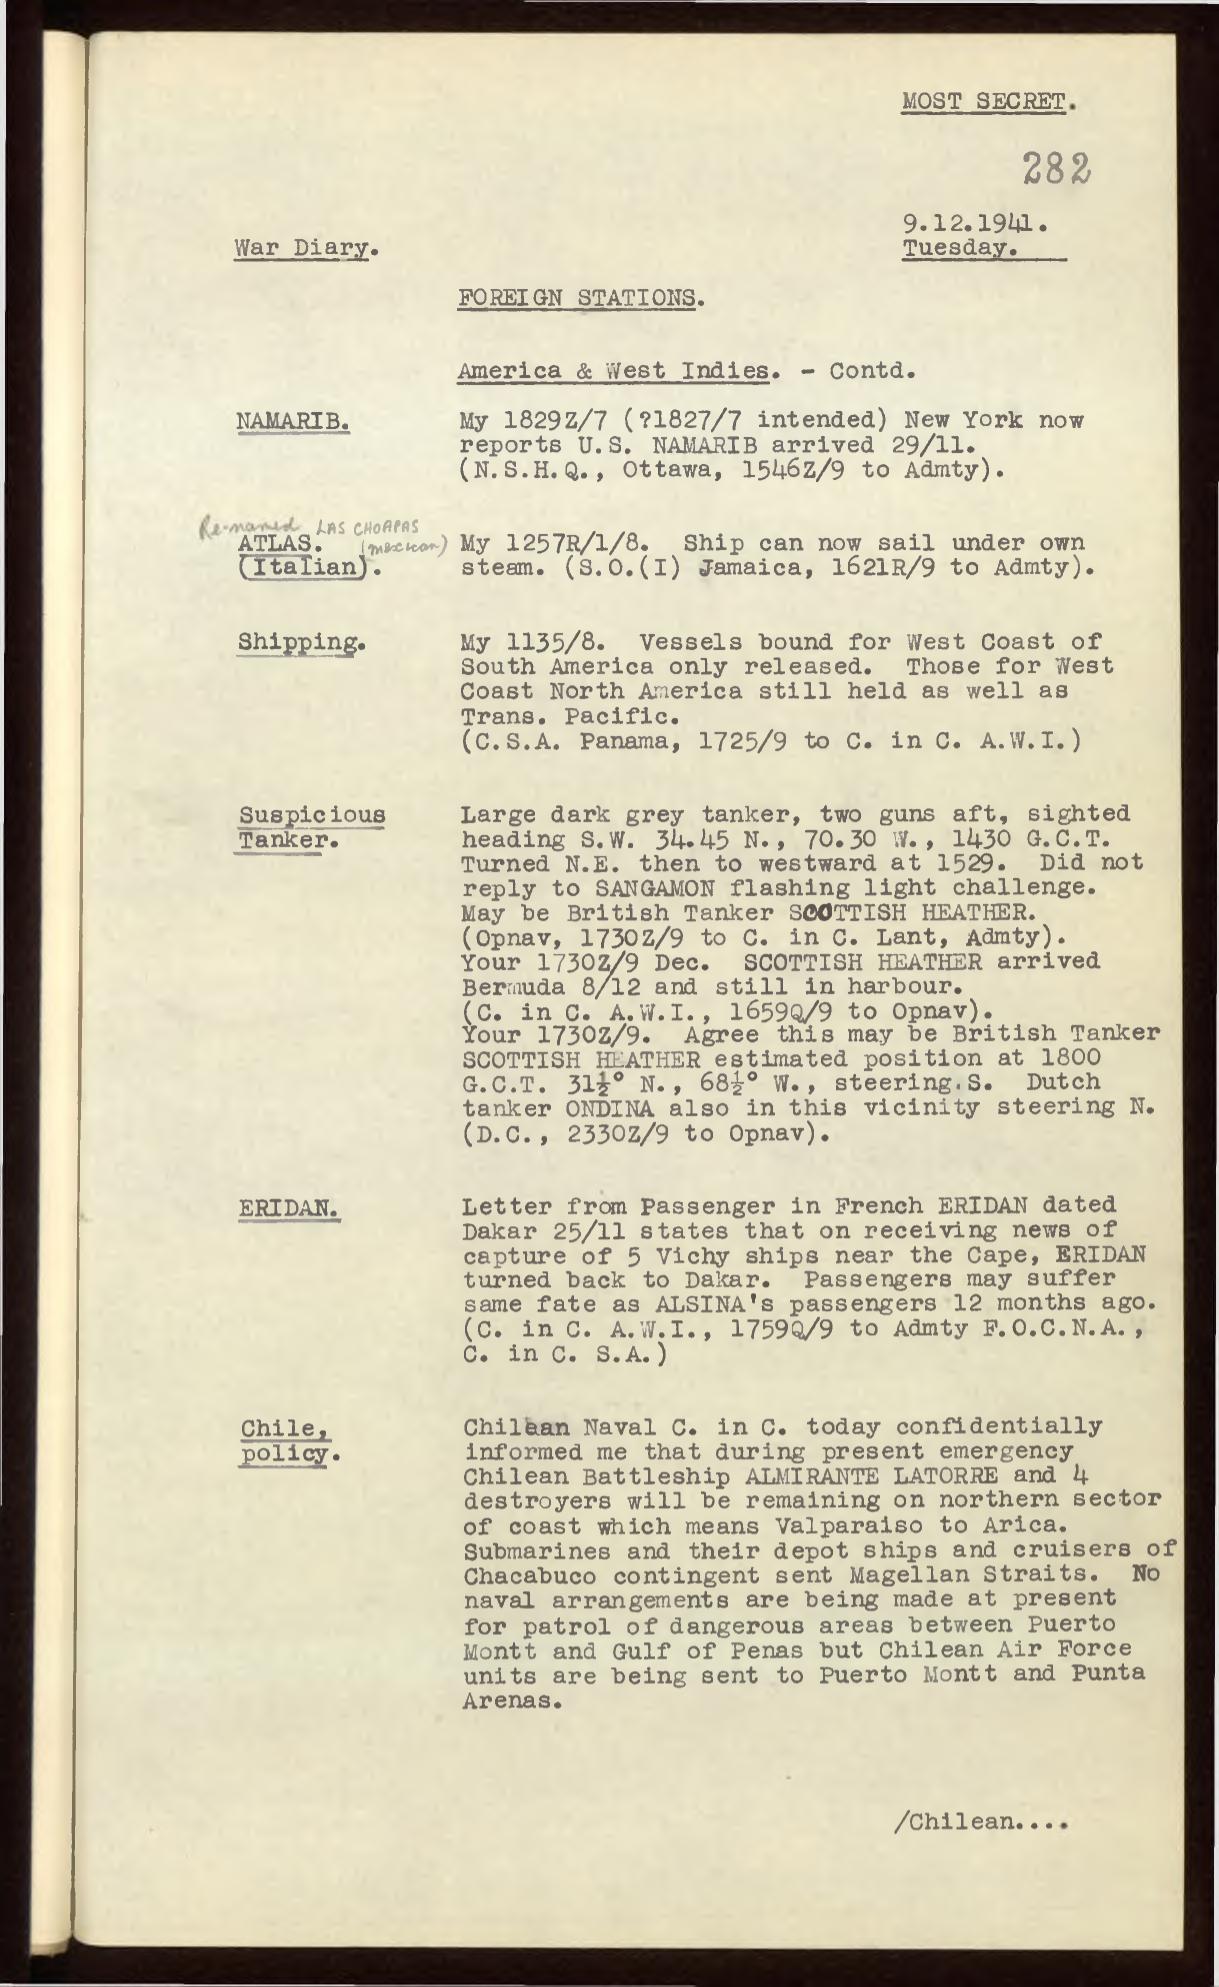 MOST SECRET.
282
9.12.1941.
War Diary.
Tuesday.
FOREIGN STATIONS.
America & West Indies. - Contd.
NAMARIB.
My 1829Z/7 (?1827/7 intended) New York now
reports U.S. NAMARIB arrived 29/11.
(N.S.H.Q., Ottawa, 1546Z/9 to Admty).
Re-named LAS CHOAPAS
(mexican)
ATLAS.
(Italian).
My 1257R/1/8. Ship can now sail under own
steam. (S.O.(I) Jamaica, 1621R/9 to Admty).
Shipping.
My 1135/8. Vessels bound for West Coast of
South America only released. Those for West
Coast North America still held as well as
Trans. Pacific.
(C.S.A. Panama, 1725/9 to C. in C. A.W.I.)
Suspicious
Tanker.
Large dark grey tanker, two guns aft, sighted
heading S.W. 34.45 N., 70.30 W., 1430 G.C.T.
Turned N.E. then to westward at 1529. Did not
reply to SANGAMON flashing light challenge.
May be British Tanker SCOTTISH HEATHER.
(Opnav, 1730Z/9 to C. in C. Lant, Admty).
Your 1730Z/9 Dec. SCOTTISH HEATHER arrived
Bermuda 8/12 and still in harbour.
(C. in C. A.W.I., 1659Q/9 to Opnav).
Your 1730Z/9. Agree this may be British Tanker
SCOTTISH HEATHER estimated position at 1800
G.C.T. 31½° N., 68½° W., steering.S. Dutch
tanker ONDINA also in this vicinity steering N.
(D.C., 2330Z/9 to Opnav).
ERIDAN.
Letter from Passenger in French ERIDAN dated
Dakar 25/11 states that on receiving news of
capture of 5 Vichy ships near the Cape, ERIDAN
turned back to Dakar. Passengers may suffer
same fate as ALSINA's passengers 12 months ago.
(C. in C. A.W.I., 1759Q/9 to Admty F.O.C.N.A.,
C. in C. S.A.)
Chile,
policy.
Chilean Naval C. in C. today confidentially
informed me that during present emergency
Chilean Battleship ALMIRANTE LATORRE and 4
destroyers will be remaining on northern sector
of coast which means Valparaiso to Arica.
Submarines and their depot ships and cruisers of
Chacabuco contingent sent Magellan Straits. No
naval arrangements are being made at present
for patrol of dangerous areas between Puerto
Montt and Gulf of Penas but Chilean Air Force
units are being sent to Puerto Montt and Punta
Arenas.
/Chilean....